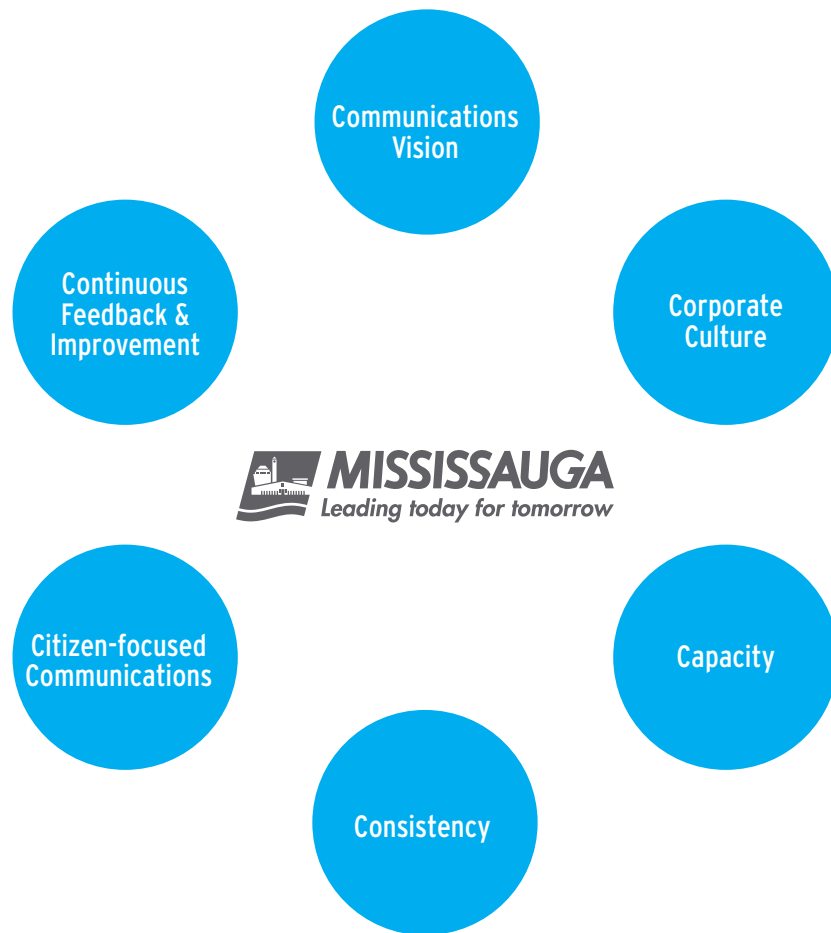 Communications
Vision
Continuous
Feedback &
Improvement
Corporate
Culture
MISSISSAUGA
Leading today for tomorrow
Citizen-focused
Communications
Capacity
Consistency